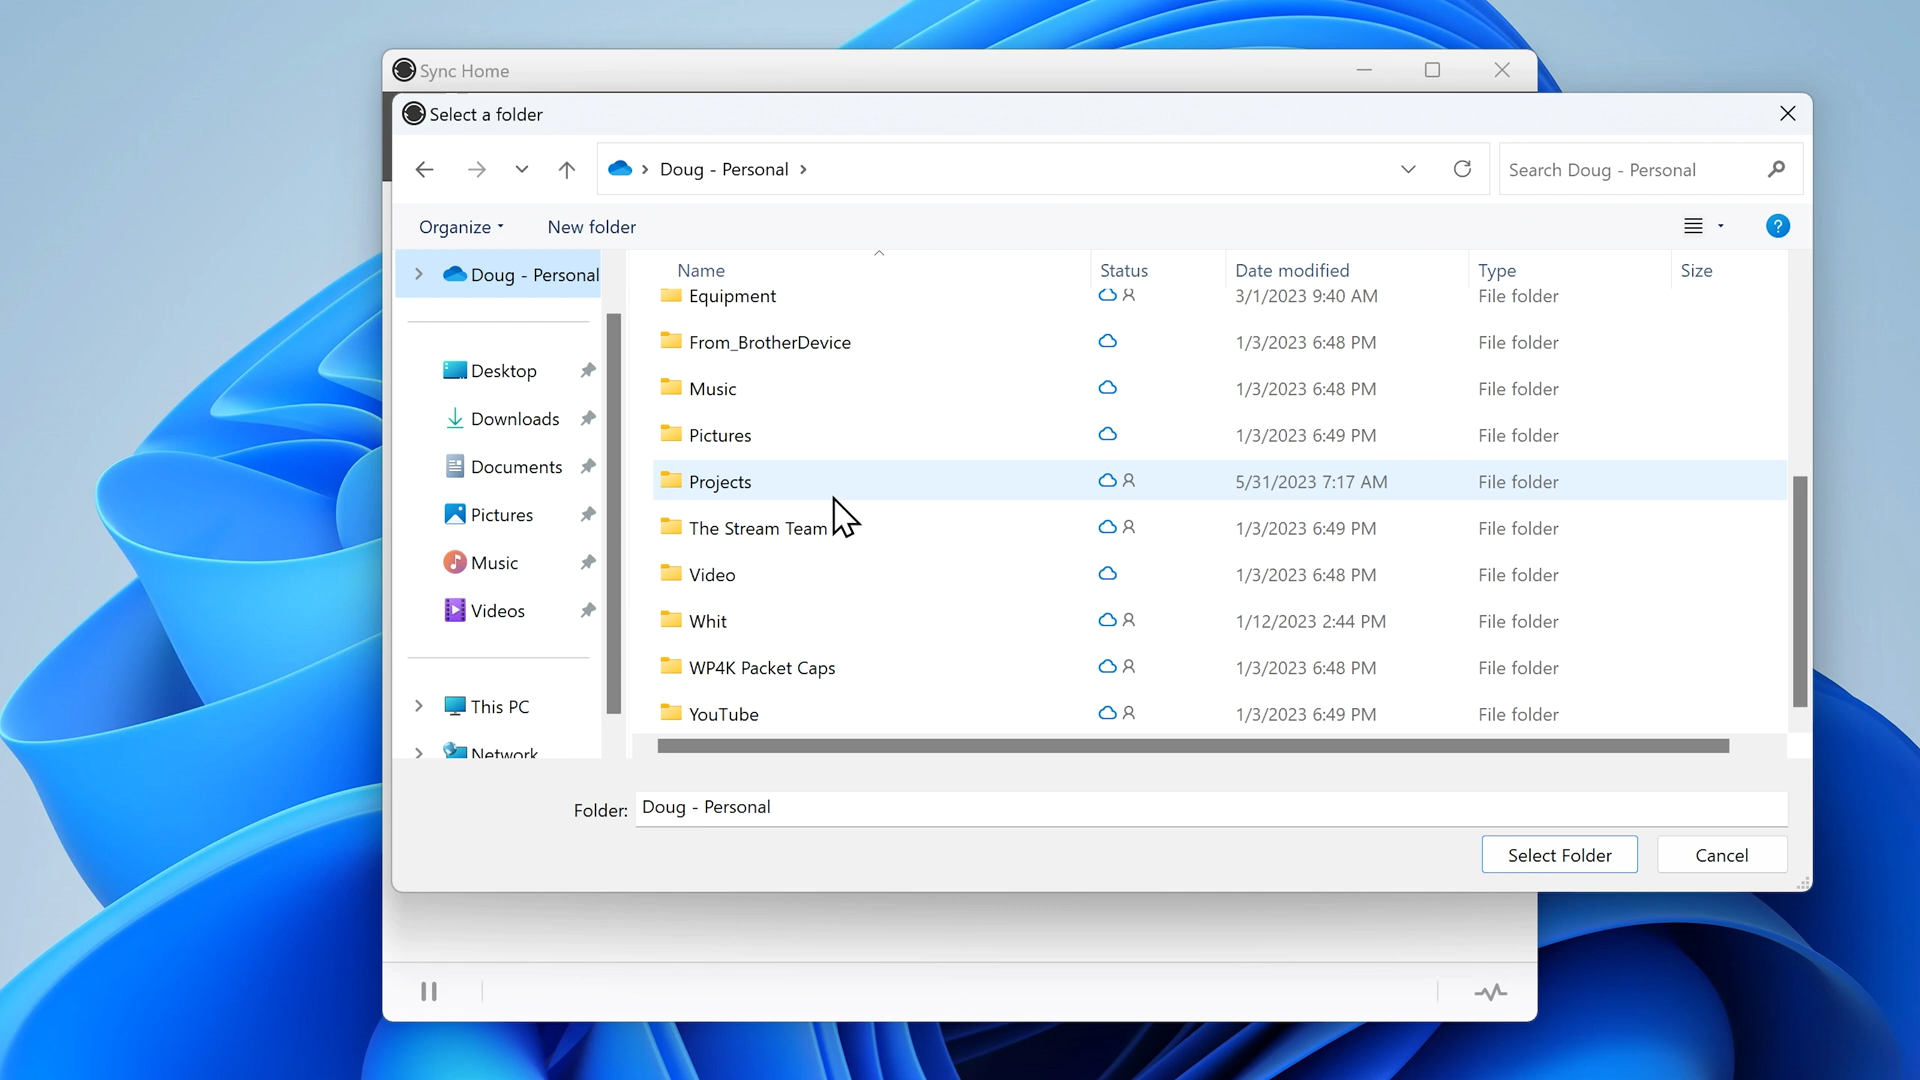 Sync Home
Select a folder
Doug - Personal
Search Doug - Personal
Organize
New folder
?
Doug - Personal
Desktop
Downloads
Documents
Pictures
Music
Videos
This PC
Network
Name Status Date modified Type Size
Equipment 3/1/2023 9:40 AM File folder
From_BrotherDevice 1/3/2023 6:48 PM File folder
Music 1/3/2023 6:48 PM File folder
Pictures 1/3/2023 6:49 PM File folder
Projects 5/31/2023 7:17 AM File folder
The Stream Team 1/3/2023 6:49 PM File folder
Video 1/3/2023 6:48 PM File folder
Whit 1/12/2023 2:44 PM File folder
WP4K Packet Caps 1/3/2023 6:48 PM File folder
YouTube 1/3/2023 6:49 PM File folder
Folder: Doug - Personal
Select Folder Cancel